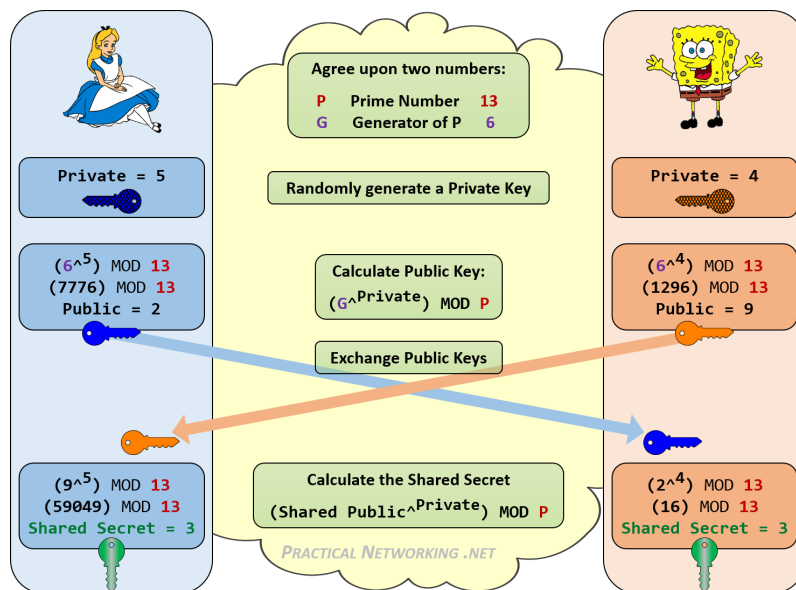 Agree upon two numbers:
P Prime Number 13
G Generator of P 6
Private = 5
Randomly generate a Private Key
Private = 4
(6^5) MOD 13
(7776) MOD 13
Public = 2
Calculate Public Key:
(G^Private) MOD P
(6^4) MOD 13
(1296) MOD 13
Public = 9
Exchange Public Keys
(9^5) MOD 13
(59049) MOD 13
Shared Secret = 3
Calculate the Shared Secret
(Shared Public^Private) MOD P
(2^4) MOD 13
(16) MOD 13
Shared Secret = 3
PRACTICAL NETWORKING .NET